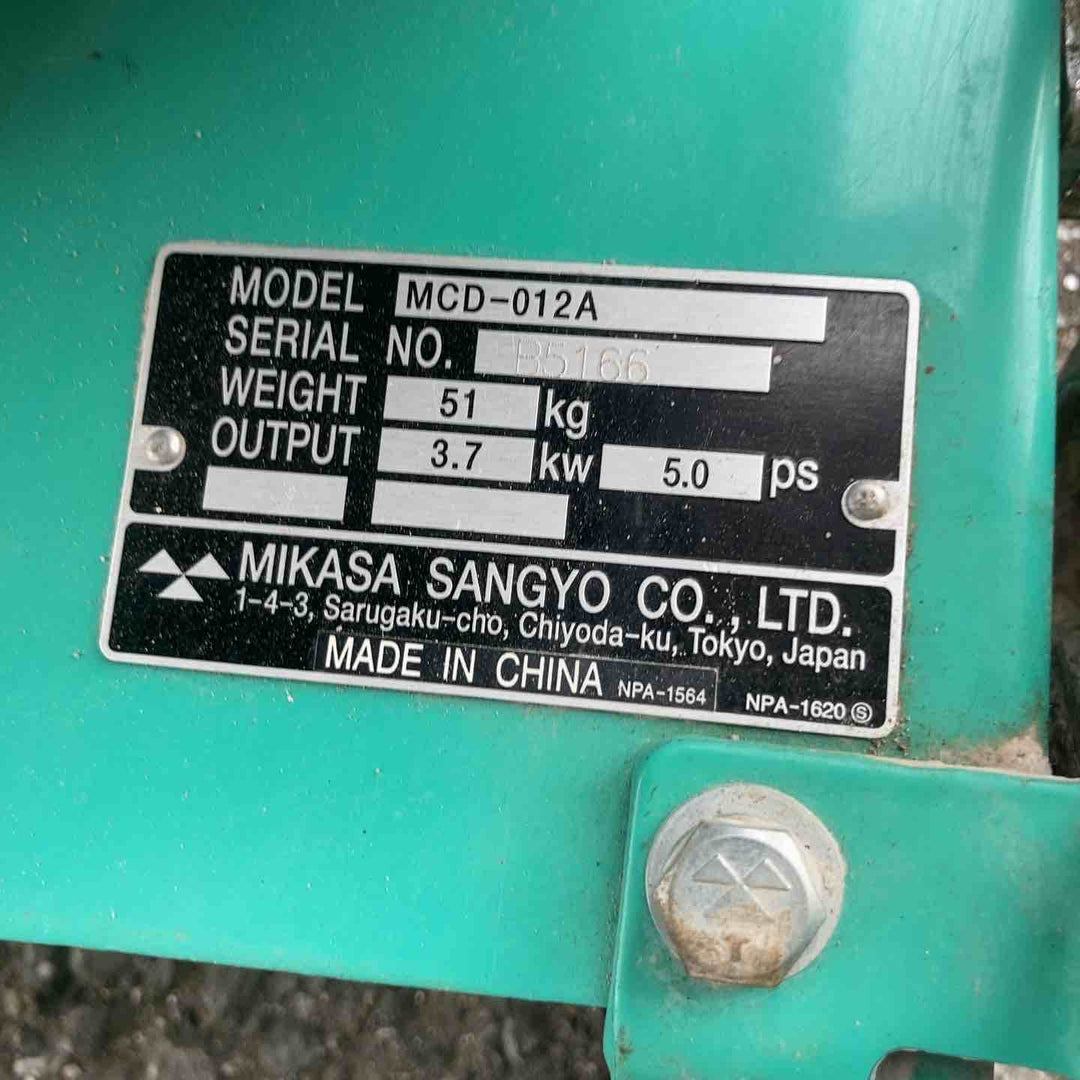 MODEL MCD-012A
SERIAL NO. B5166
WEIGHT 51 kg
OUTPUT 3.7 kw 5.0 ps
MIKASA SANGYO CO., LTD.
1-4-3, Sarugaku-cho, Chiyoda-ku, Tokyo, Japan
MADE IN CHINA NPA-1564 NPA-1620 Ⓢ